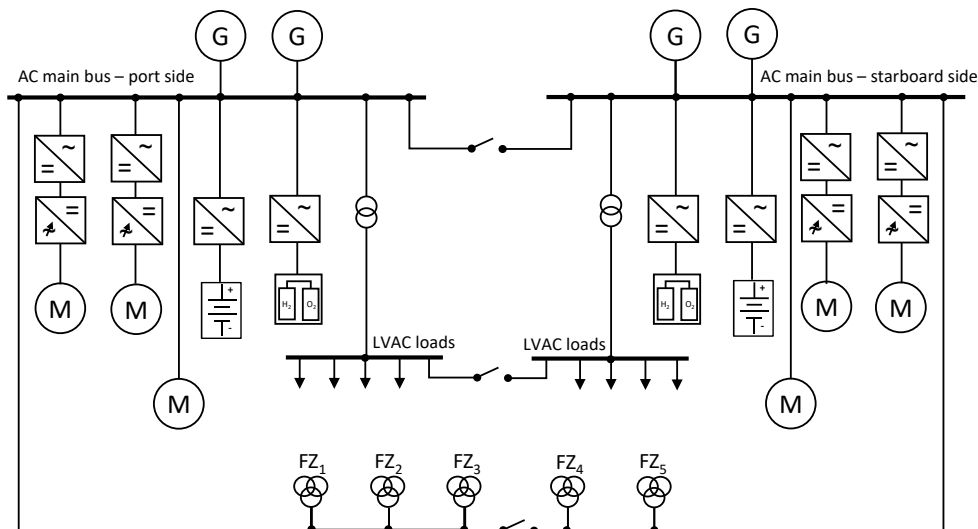 G G G G
AC main bus – port side AC main bus – starboard side
~ ~ ~ ~
= = = =
= = ~ ~ ~ ~ = =
~ ~ = = = = ~ ~
M M + H₂ O₂ H₂ O₂ + M M
- -
LVAC loads LVAC loads
M M
FZ₁ FZ₂ FZ₃ FZ₄ FZ₅